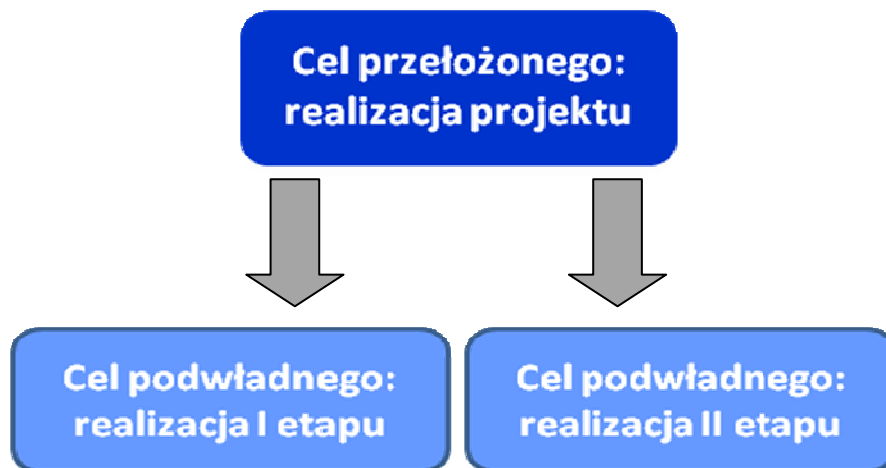 Cel przełożonego:
realizacja projektu
Cel podwładnego:
realizacja I etapu
Cel podwładnego:
realizacja II etapu